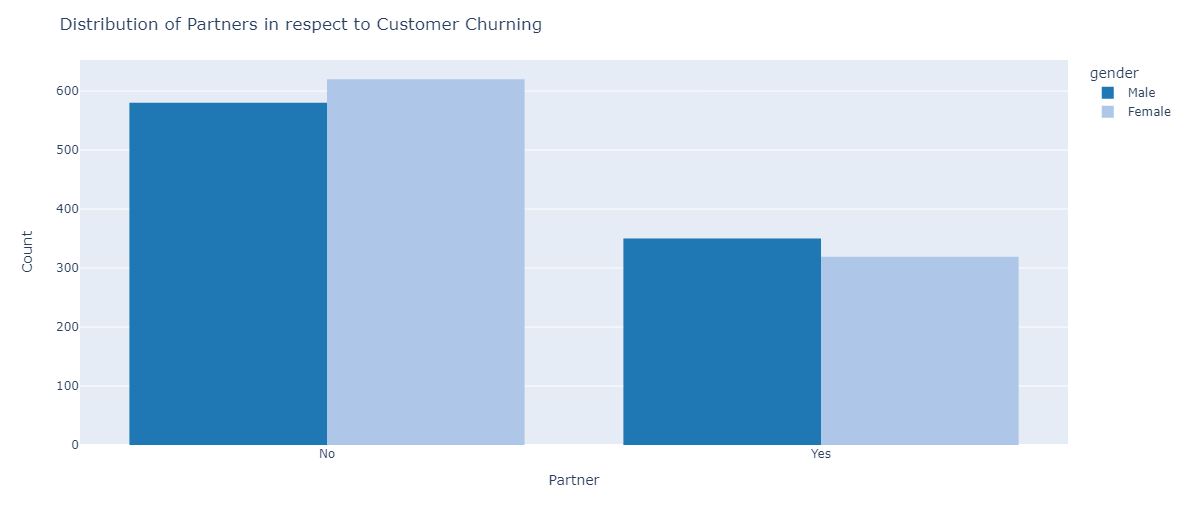 Distribution of Partners in respect to Customer Churning
gender
Male
Female
600
500
400
300
200
100
0
Count
No
Yes
Partner